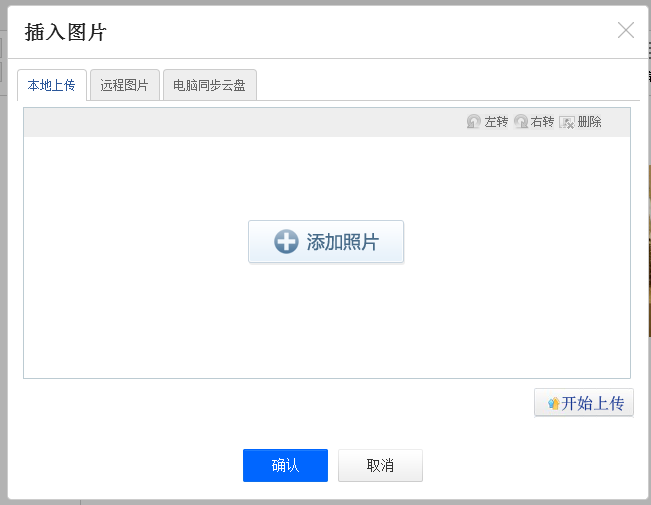 插入图片
本地上传 远程图片 电脑同步云盘
左转 右转 删除
添加照片
开始上传
确认 取消